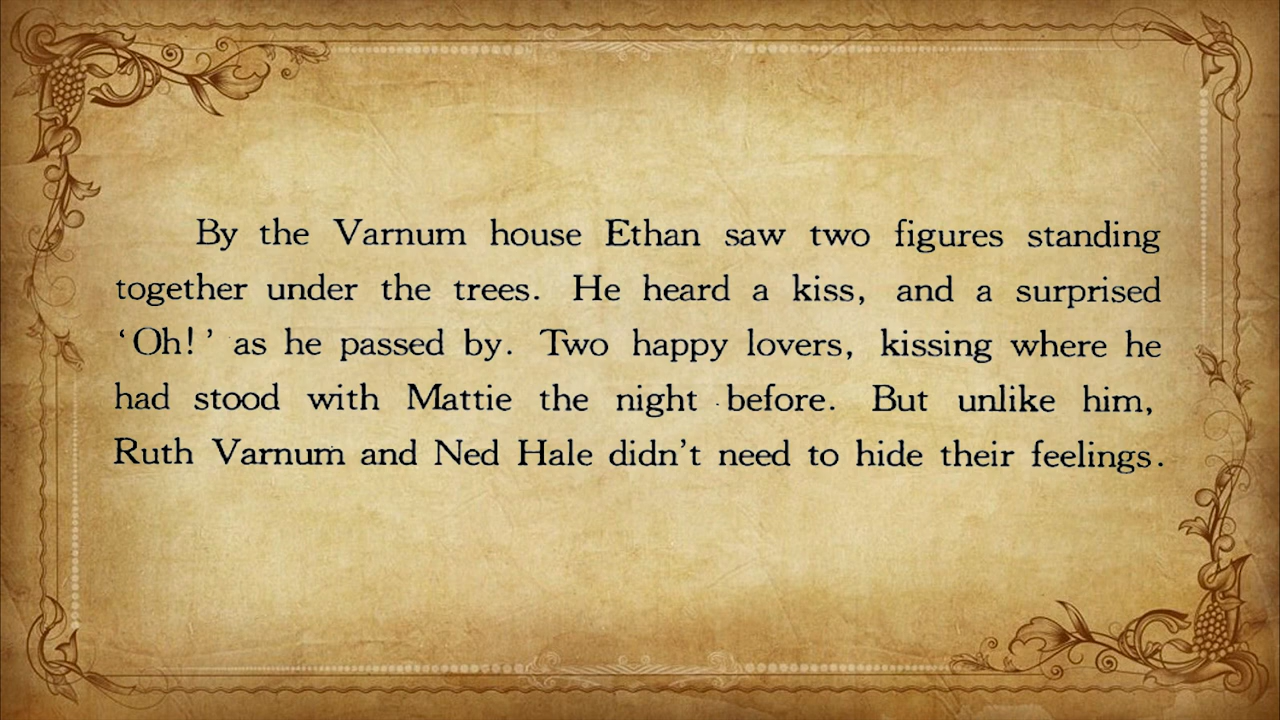 By the Varnum house Ethan saw two figures standing
together under the trees. He heard a kiss, and a surprised
‘Oh!’ as he passed by. Two happy lovers, kissing where he
had stood with Mattie the night before. But unlike him,
Ruth Varnum and Ned Hale didn’t need to hide their feelings.